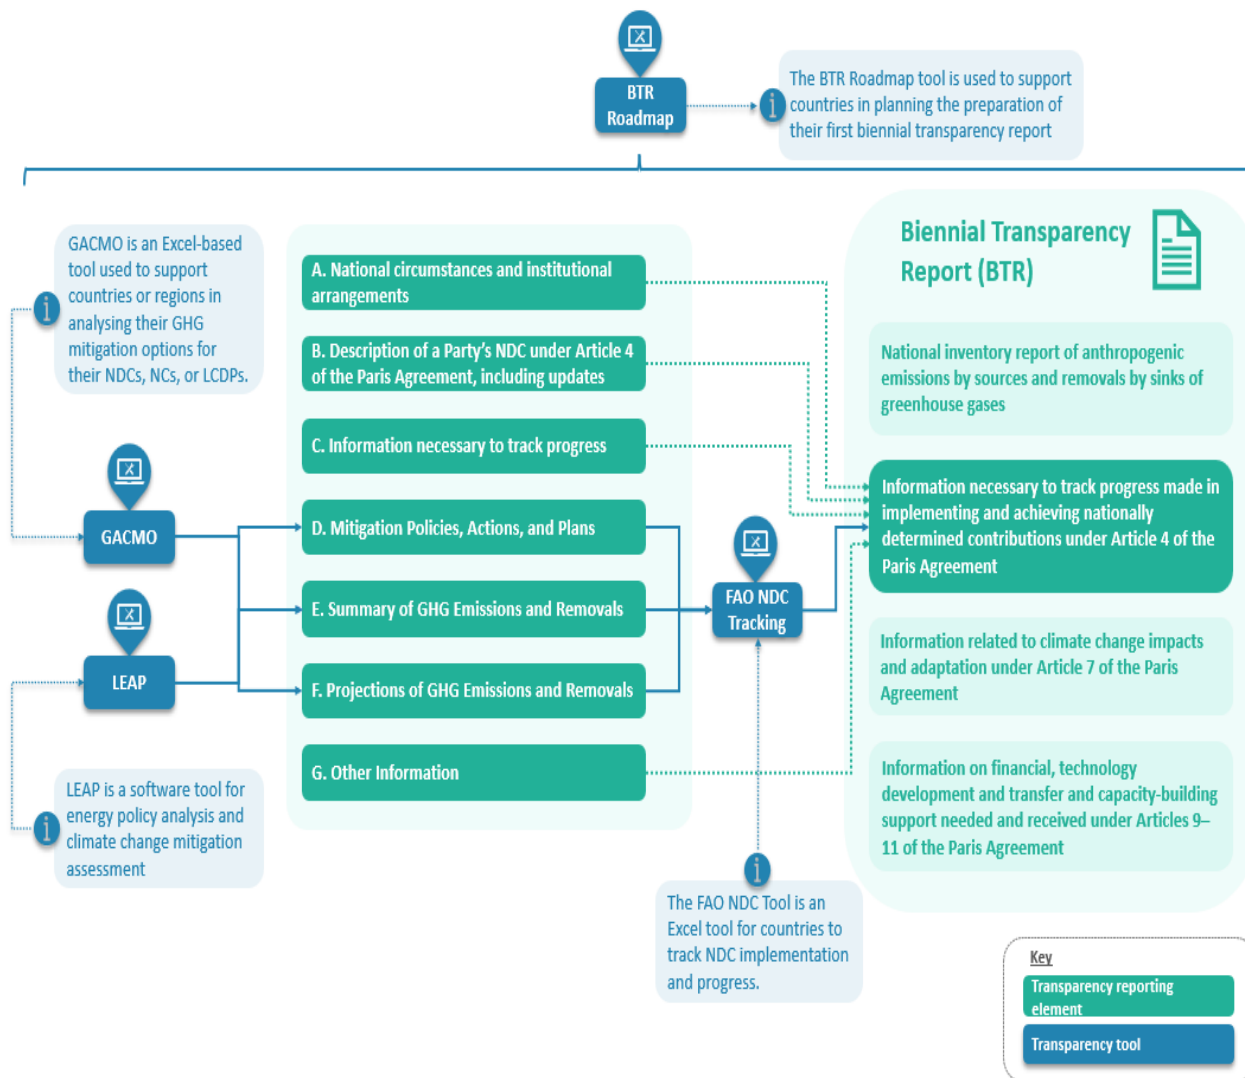 BTR
Roadmap
The BTR Roadmap tool is used to support
countries in planning the preparation of
their first biennial transparency report
GACMO is an Excel-based
tool used to support
countries or regions in
analysing their GHG
mitigation options for
their NDCs, NCs, or LCDPs.
GACMO
LEAP
LEAP is a software tool for
energy policy analysis and
climate change mitigation
assessment
A. National circumstances and institutional
arrangements
B. Description of a Party's NDC under Article 4
of the Paris Agreement, including updates
C. Information necessary to track progress
D. Mitigation Policies, Actions, and Plans
E. Summary of GHG Emissions and Removals
F. Projections of GHG Emissions and Removals
G. Other Information
FAO NDC
Tracking
The FAO NDC Tool is an
Excel tool for countries to
track NDC implementation
and progress.
Biennial Transparency
Report (BTR)
National inventory report of anthropogenic
emissions by sources and removals by sinks of
greenhouse gases
Information necessary to track progress made in
implementing and achieving nationally
determined contributions under Article 4 of the
Paris Agreement
Information related to climate change impacts
and adaptation under Article 7 of the Paris
Agreement
Information on financial, technology
development and transfer and capacity-building
support needed and received under Articles 9–
11 of the Paris Agreement
Key
Transparency reporting
element
Transparency tool